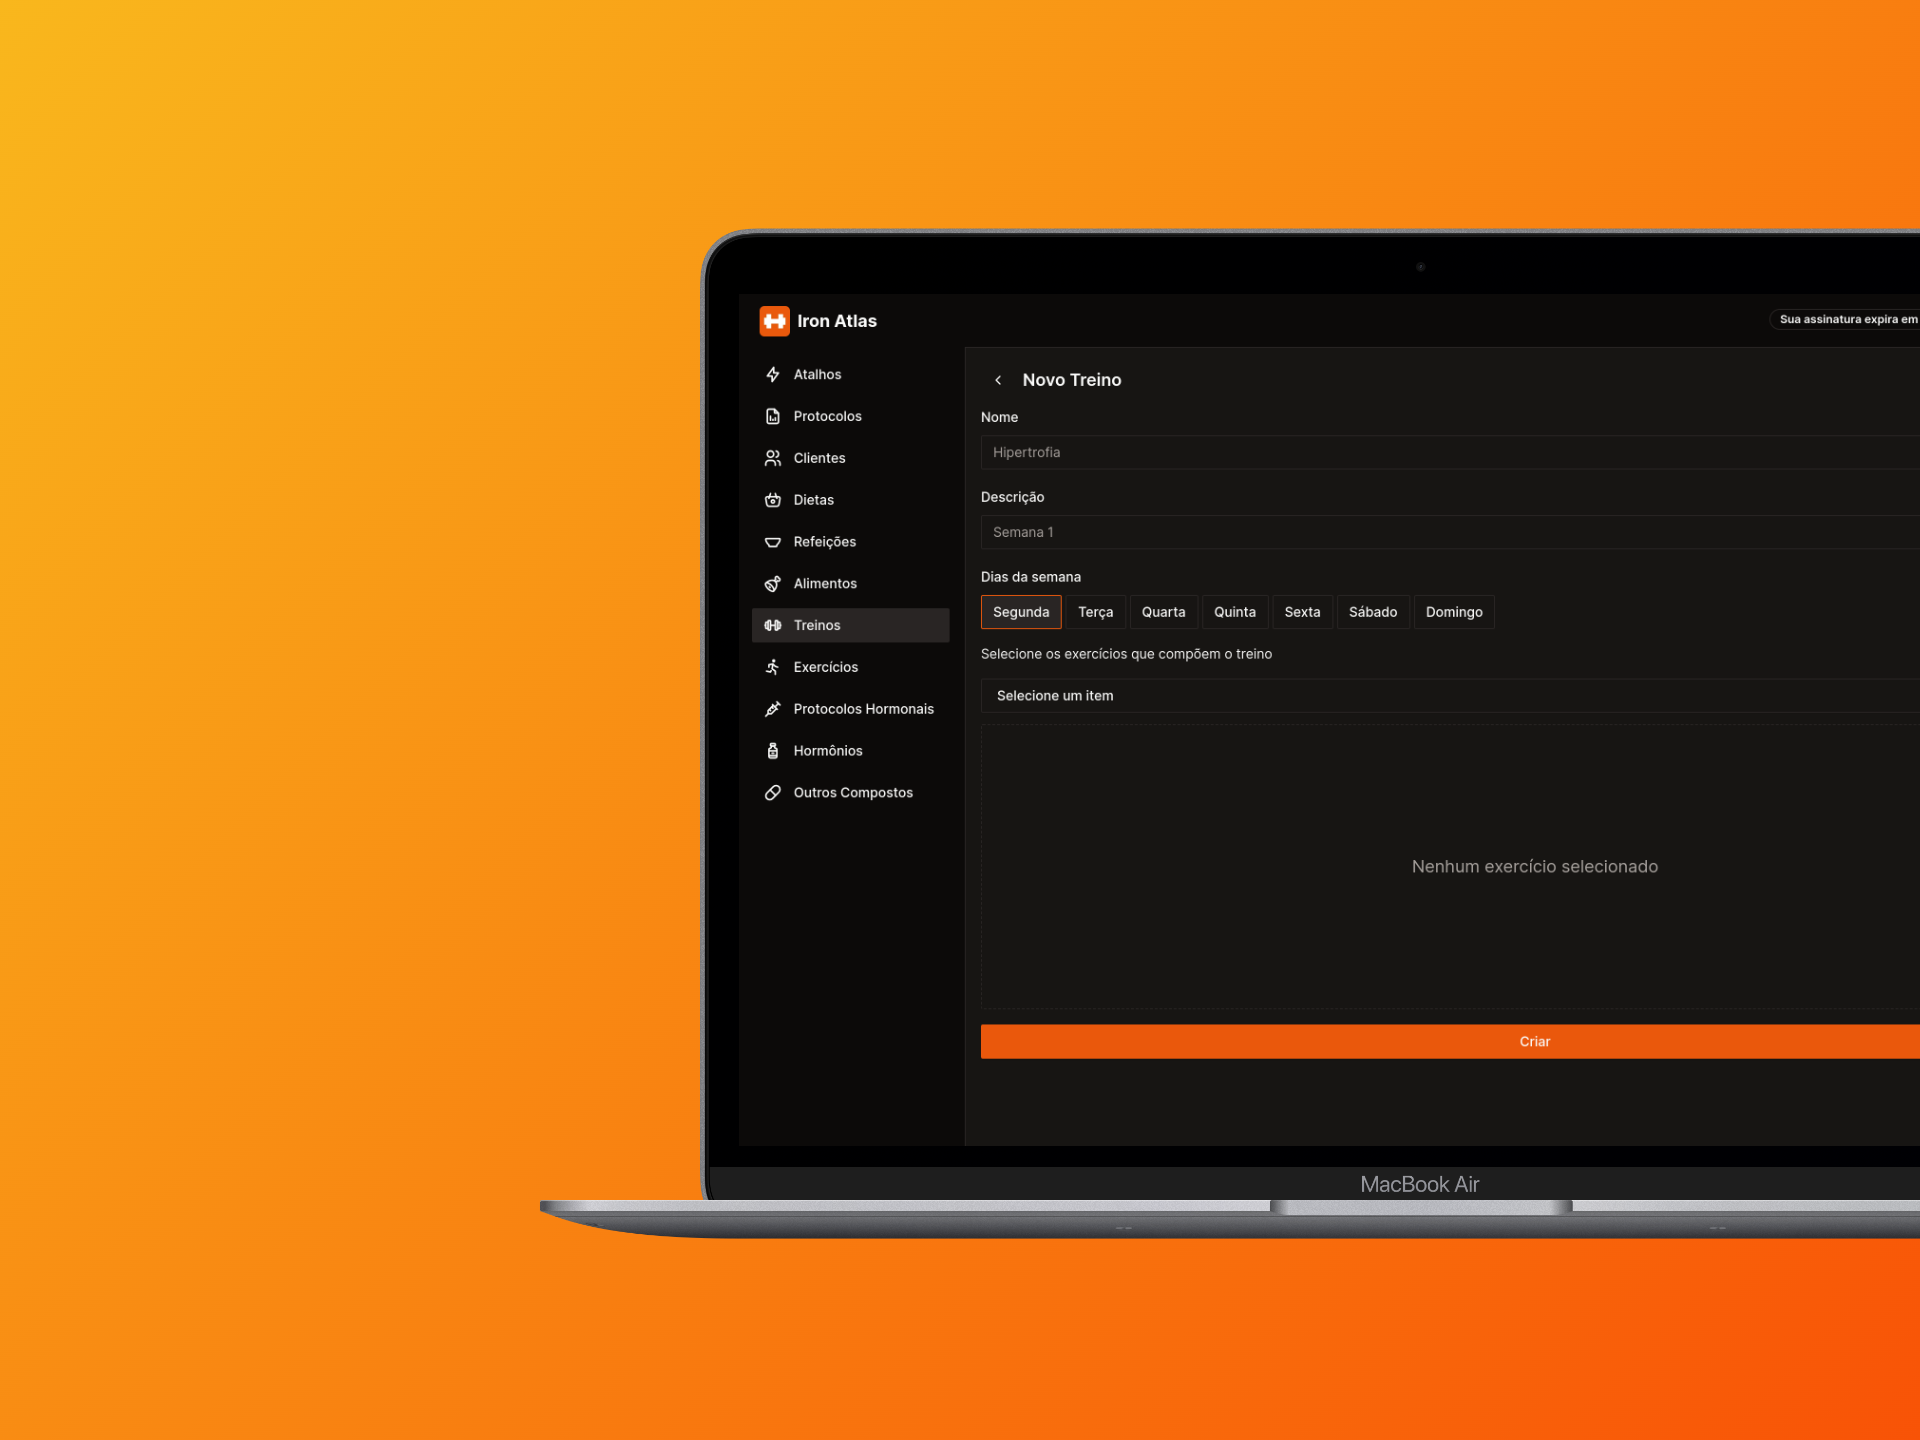 Iron Atlas
Sua assinatura expira em
Atalhos
Protocolos
Clientes
Dietas
Refeições
Alimentos
Treinos
Exercícios
Protocolos Hormonais
Hormônios
Outros Compostos
Novo Treino
Nome
Hipertrofia
Descrição
Semana 1
Dias da semana
Segunda Terça Quarta Quinta Sexta Sábado Domingo
Selecione os exercícios que compõem o treino
Selecione um item
Nenhum exercício selecionado
Criar
MacBook Air